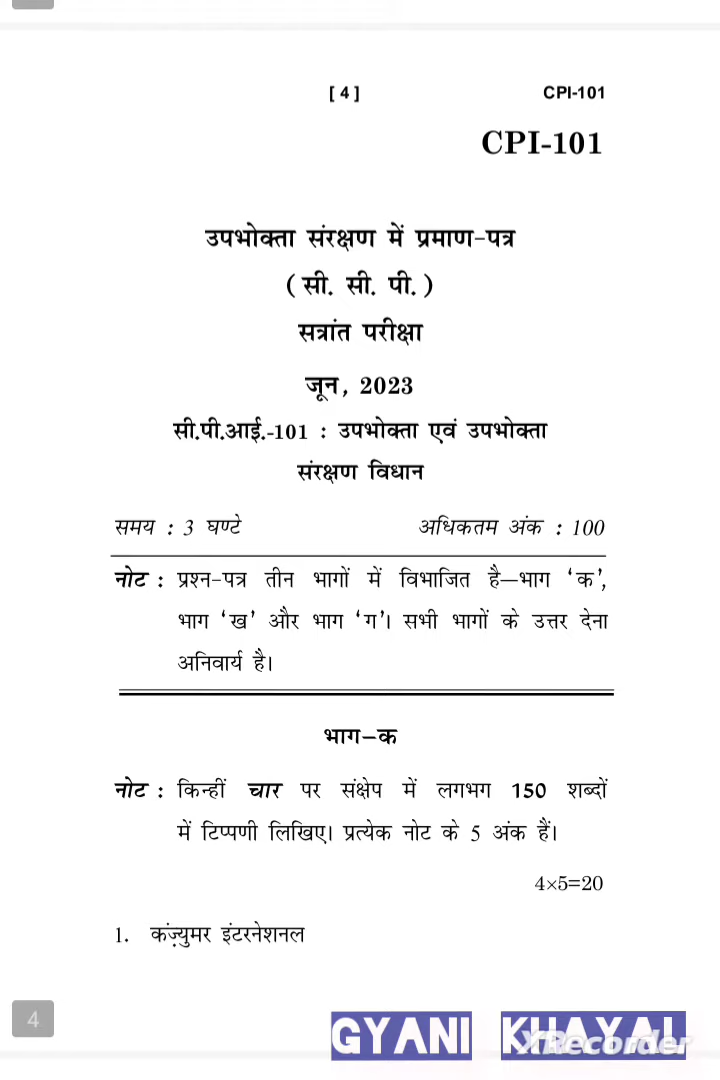 [ 4 ] CPI-101
CPI-101
उपभोक्ता संरक्षण में प्रमाण-पत्र
( सी. सी. पी. )
सत्रांत परीक्षा
जून, 2023
सी.पी.आई.-101 : उपभोक्ता एवं उपभोक्ता
संरक्षण विधान
समय : 3 घण्टे अधिकतम अंक : 100
नोट : प्रश्न-पत्र तीन भागों में विभाजित है—भाग ‘क’,
भाग ‘ख’ और भाग ‘ग’। सभी भागों के उत्तर देना
अनिवार्य है।
भाग—क
नोट : किन्हीं चार पर संक्षेप में लगभग 150 शब्दों
में टिप्पणी लिखिए। प्रत्येक नोट के 5 अंक हैं।
4×5=20
1. कंज़्युमर इंटरनेशनल
4
GYANI KHAYAL
XRecorder